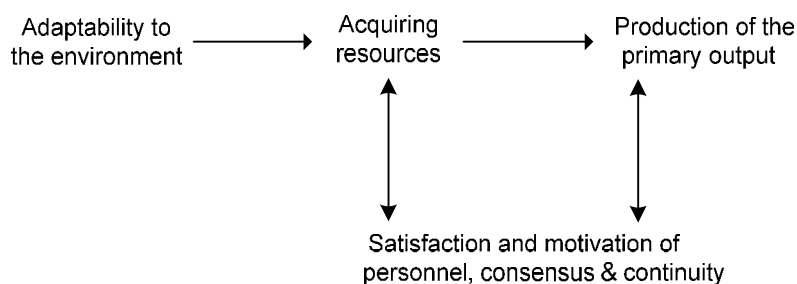 Adaptability to
the environment
Acquiring
resources
Production of the
primary output
Satisfaction and motivation of
personnel, consensus & continuity